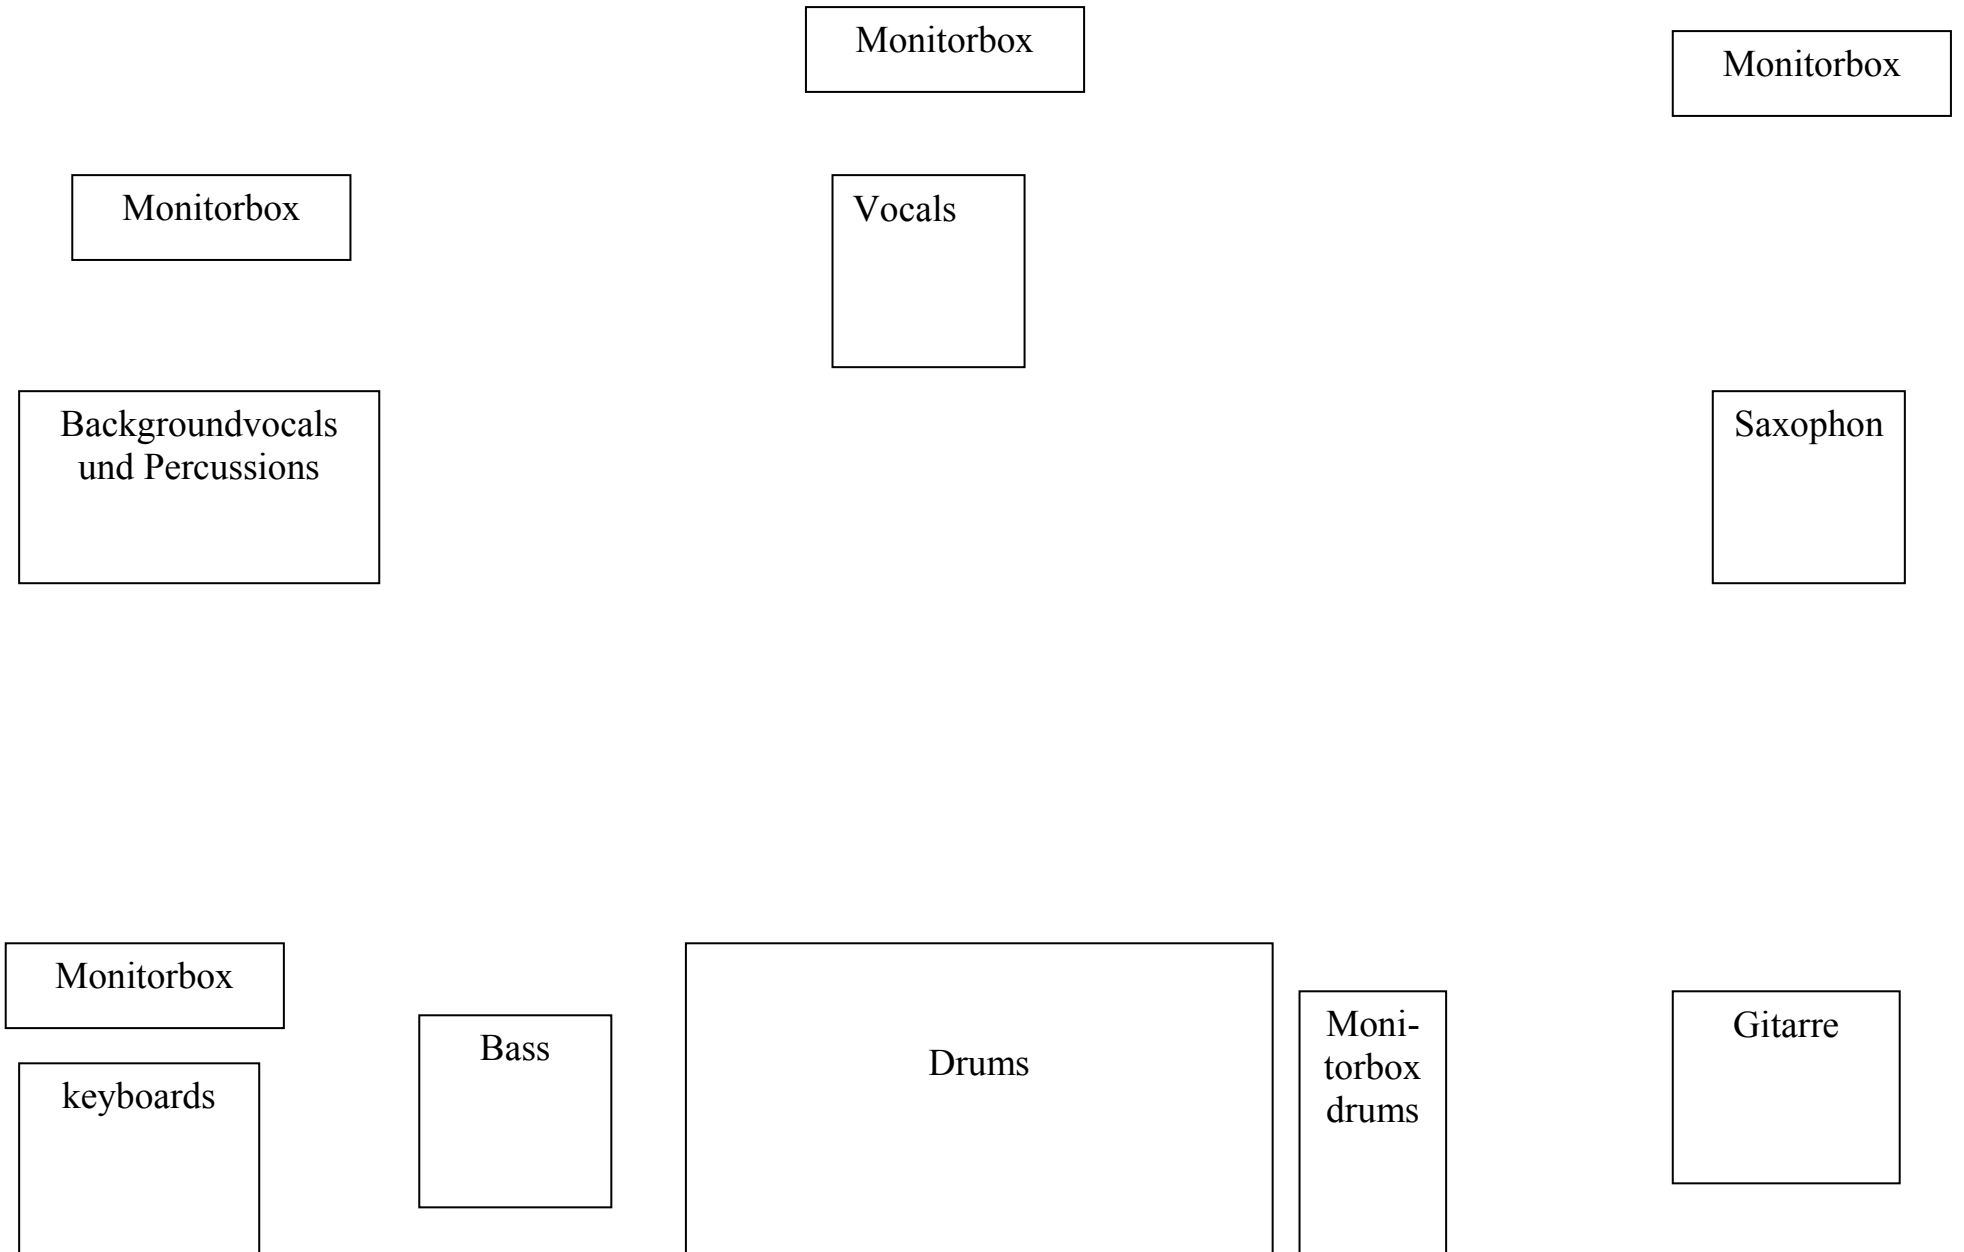 Monitorbox
Monitorbox
Monitorbox
Vocals
Backgroundvocals
und Percussions
Saxophon
Monitorbox
keyboards
Bass
Drums
Moni-
torbox
drums
Gitarre